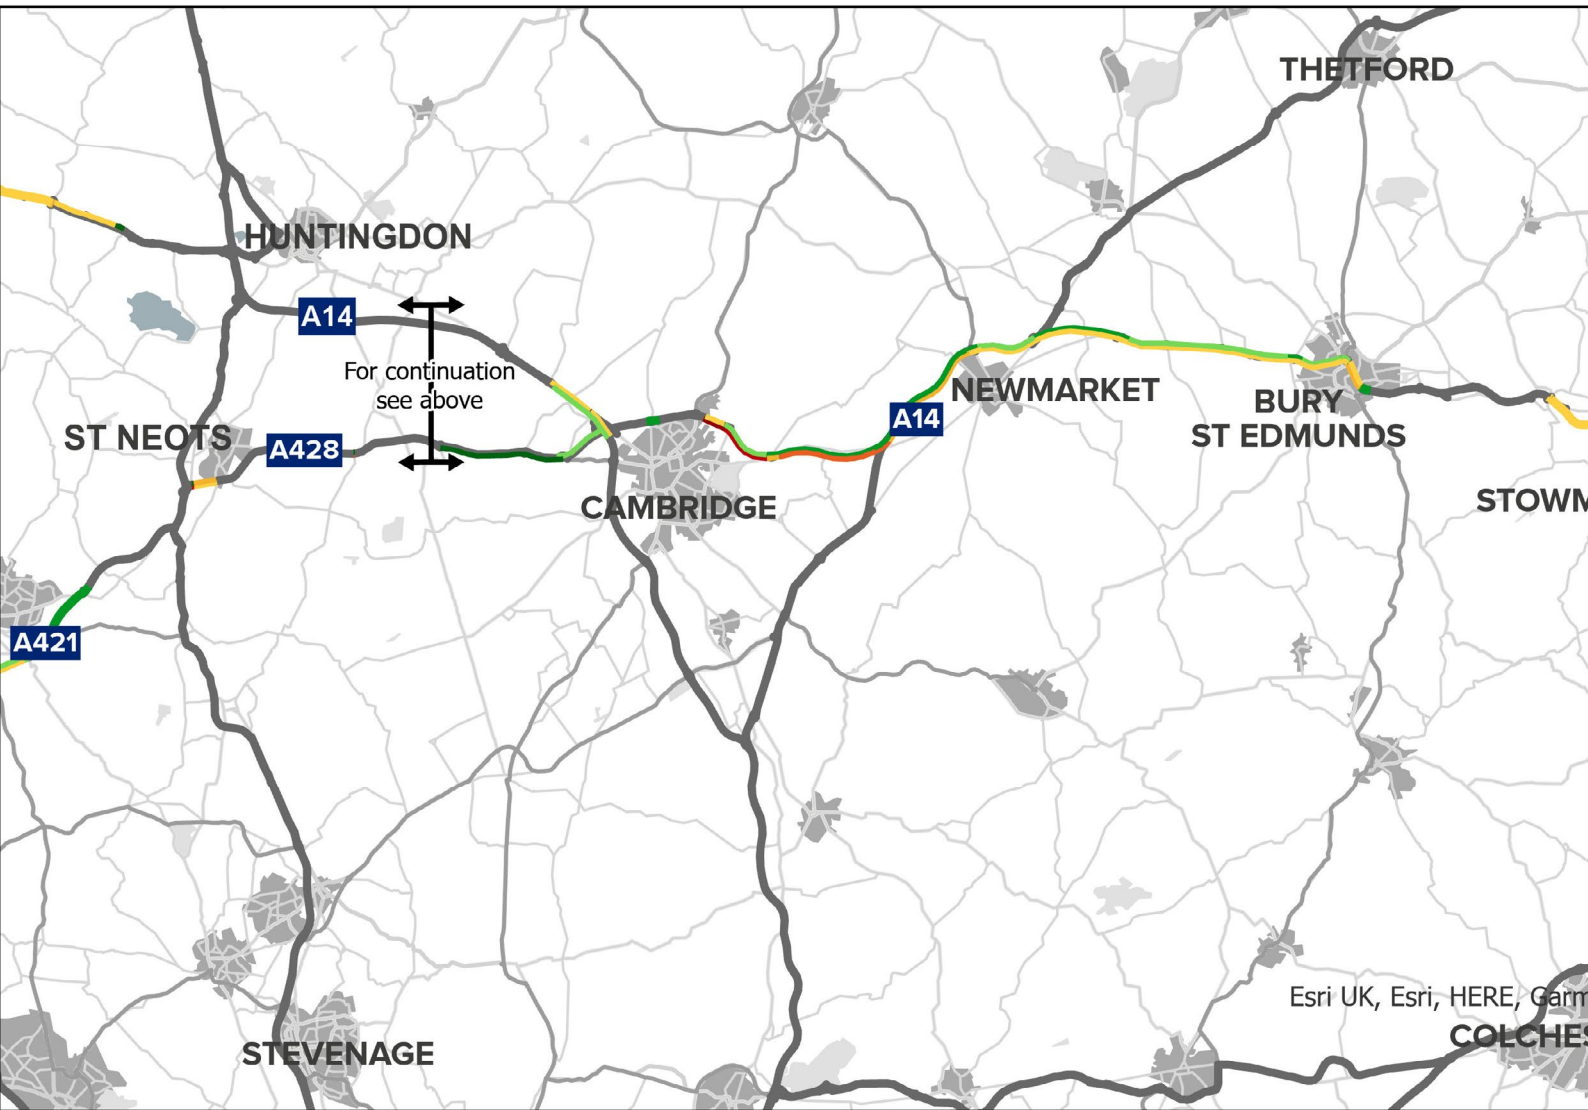 THETFORD
HUNTINGDON
A14
For continuation
see above
NEWMARKET
A14
BURY
ST EDMUNDS
ST NEOTS
A428
CAMBRIDGE
STOWM
A421
Esri UK, Esri, HERE, Garm
COLCHES
STEVENAGE